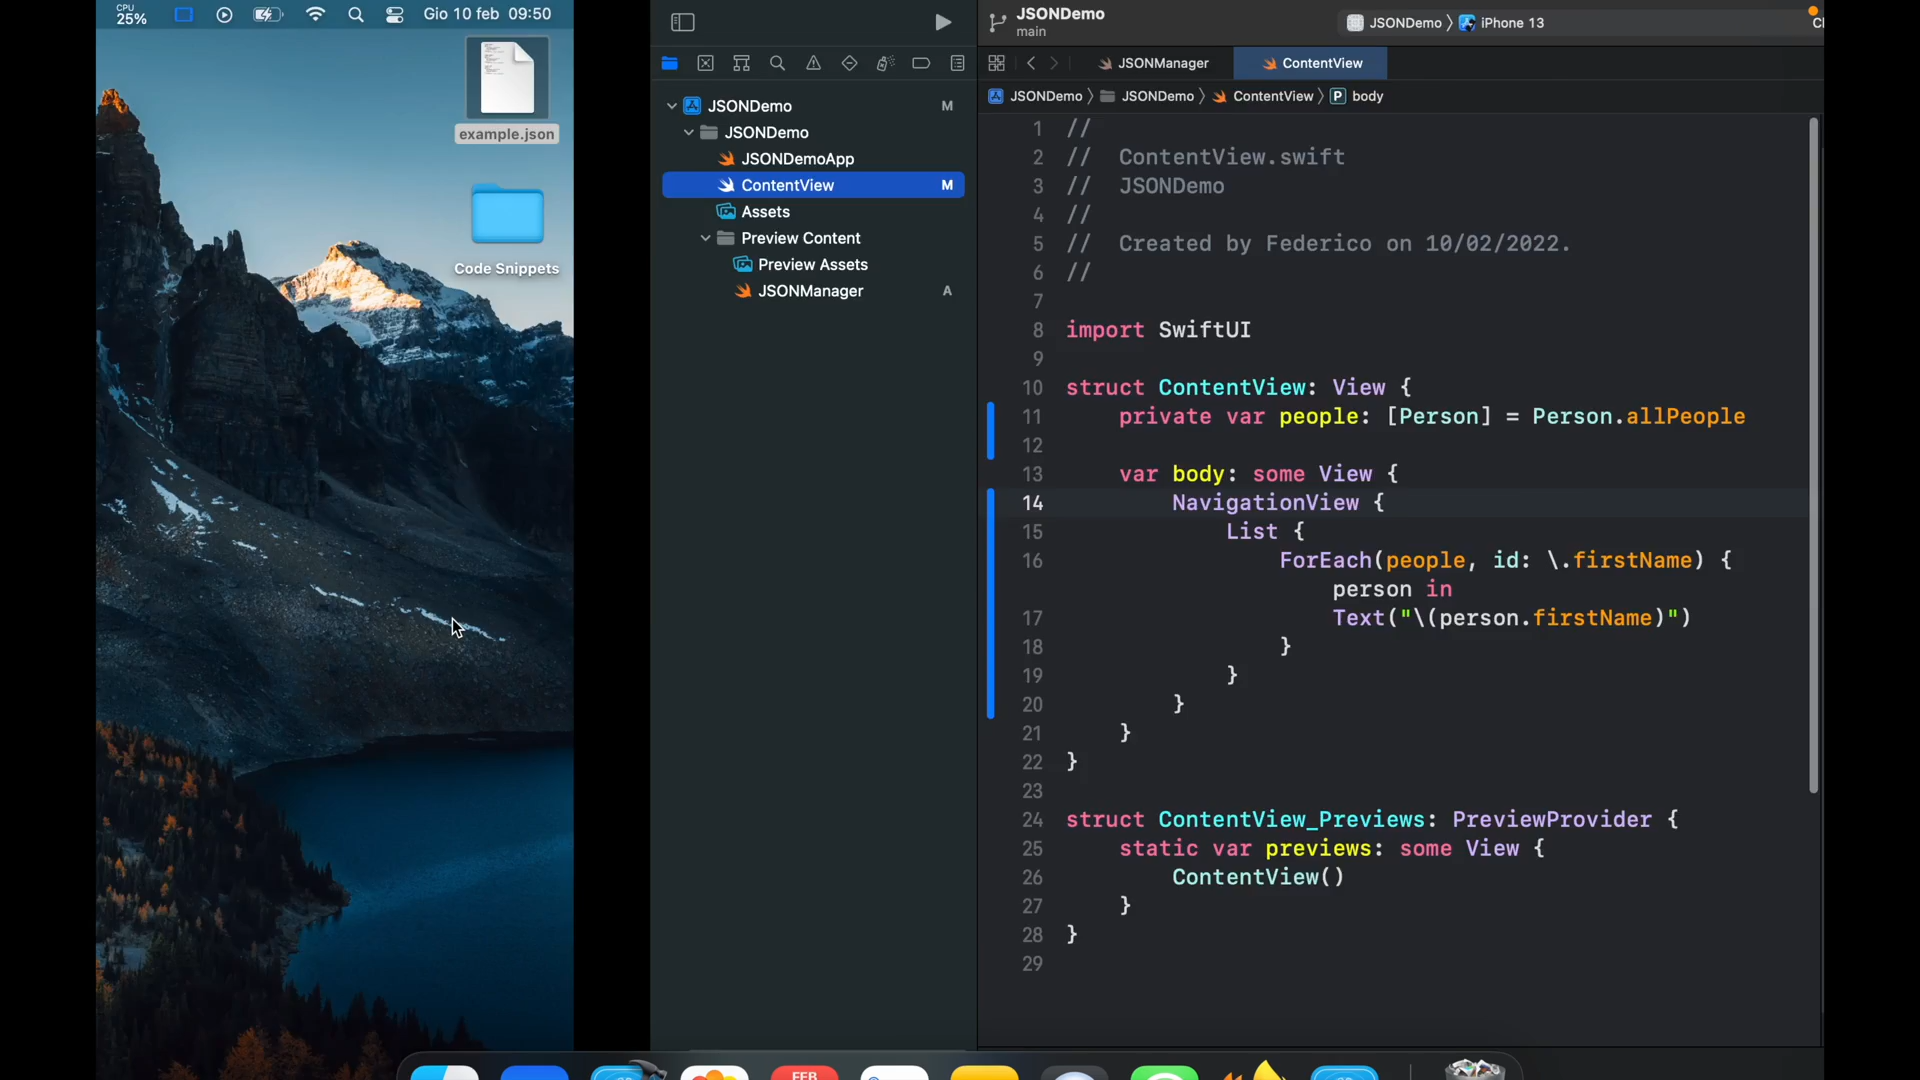 CPU
25%
Gio 10 feb 09:50
example.json
Code Snippets
JSONDemo M
JSONDemo
JSONDemoApp
ContentView M
Assets
Preview Content
Preview Assets
JSONManager A
JSONDemo
main
JSONDemo 〉 iPhone 13
JSONManager
ContentView
JSONDemo 〉 JSONDemo 〉 ContentView 〉 P body
1 //
2 // ContentView.swift
3 // JSONDemo
4 //
5 // Created by Federico on 10/02/2022.
6 //
7
8 import SwiftUI
9
10 struct ContentView: View {
11 private var people: [Person] = Person.allPeople
12
13 var body: some View {
14 NavigationView {
15 List {
16 ForEach(people, id: \.firstName) {
person in
17 Text("\(person.firstName)")
18 }
19 }
20 }
21 }
22 }
23
24 struct ContentView_Previews: PreviewProvider {
25 static var previews: some View {
26 ContentView()
27 }
28 }
29
FEB